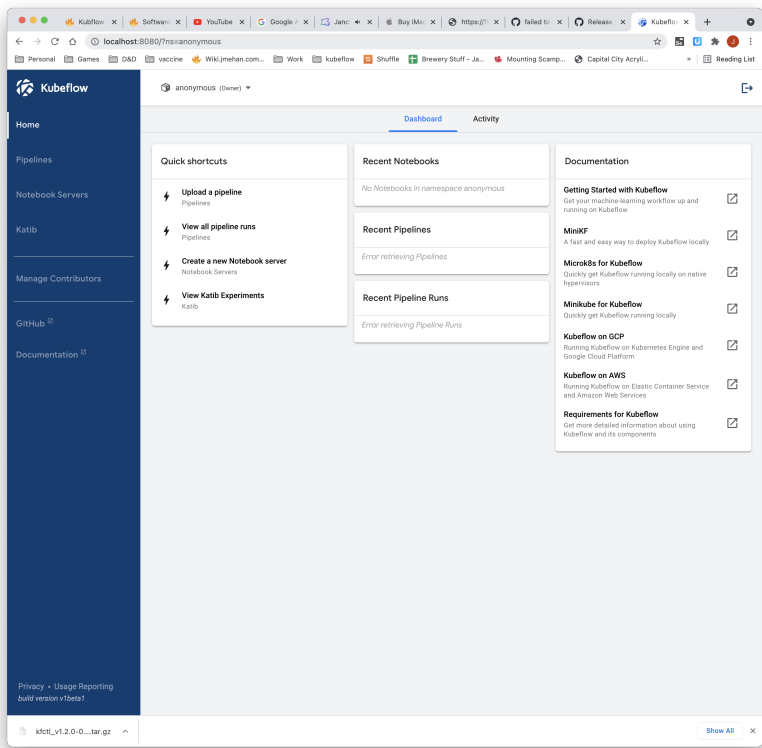 Kubflow
Software
YouTube
Google A
Janc
Buy iMac
https://f
failed to
Release
Kubeflow
localhost:8080/?ns=anonymous
Personal
Games
D&D
vaccine
Wiki.jmehan.com...
Work
kubeflow
Shuffle
Brewery Stuff - Ja...
Mounting Scamp...
Capital City Acryli...
»
Reading List
Kubeflow
anonymous (Owner)
Home
Dashboard
Activity
Pipelines
Notebook Servers
Katib
Manage Contributors
GitHub
Documentation
Quick shortcuts
Upload a pipeline
Pipelines
View all pipeline runs
Pipelines
Create a new Notebook server
Notebook Servers
View Katib Experiments
Katib
Recent Notebooks
No Notebooks in namespace anonymous
Recent Pipelines
Error retrieving Pipelines
Recent Pipeline Runs
Error retrieving Pipeline Runs
Documentation
Getting Started with Kubeflow
Get your machine-learning workflow up and
running on Kubeflow
MiniKF
A fast and easy way to deploy Kubeflow locally
Microk8s for Kubeflow
Quickly get Kubeflow running locally on native
hypervisors
Minikube for Kubeflow
Quickly get Kubeflow running locally
Kubeflow on GCP
Running Kubeflow on Kubernetes Engine and
Google Cloud Platform
Kubeflow on AWS
Running Kubeflow on Elastic Container Service
and Amazon Web Services
Requirements for Kubeflow
Get more detailed information about using
Kubeflow and its components
Privacy • Usage Reporting
build version v1beta1
kfctl_v1.2.0-0....tar.gz
Show All